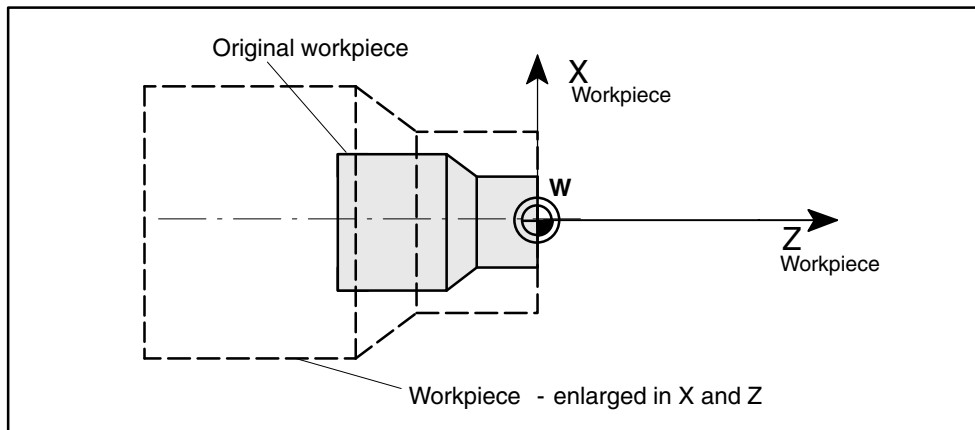 Original workpiece
X
Workpiece
W
Z
Workpiece
Workpiece - enlarged in X and Z